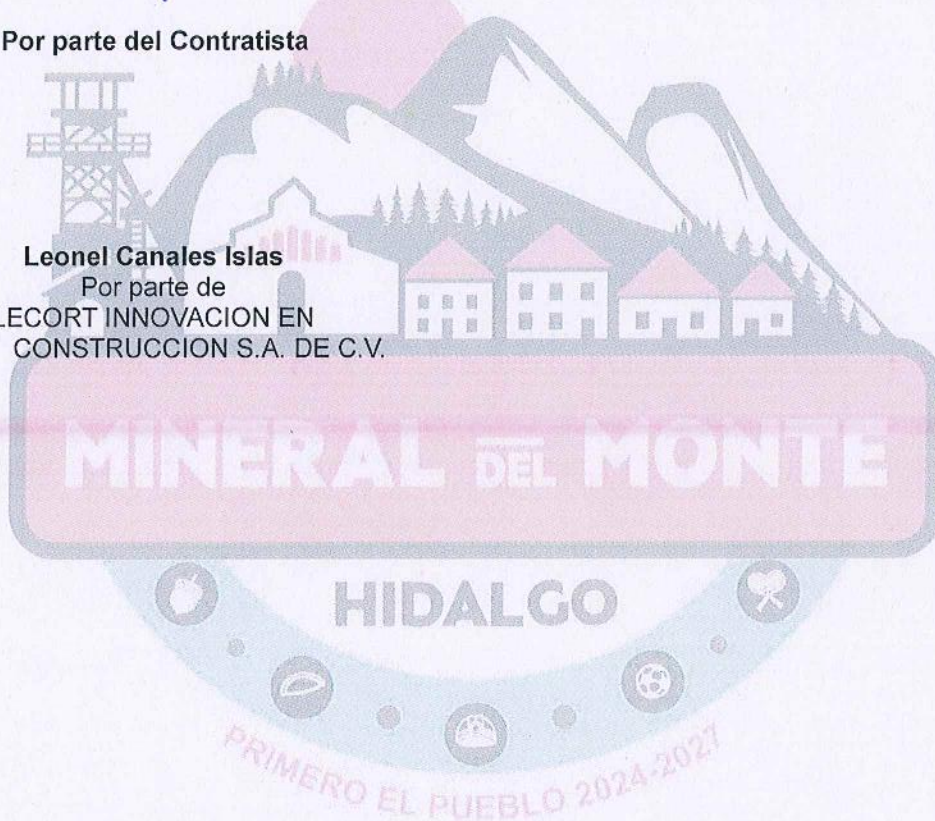 Por parte del Contratista
Leonel Canales Islas
Por parte de
LECORT INNOVACION EN
CONSTRUCCION S.A. DE C.V.
MINERAL DEL MONTE
HIDALGO
PRIMERO EL PUEBLO 2024-2027